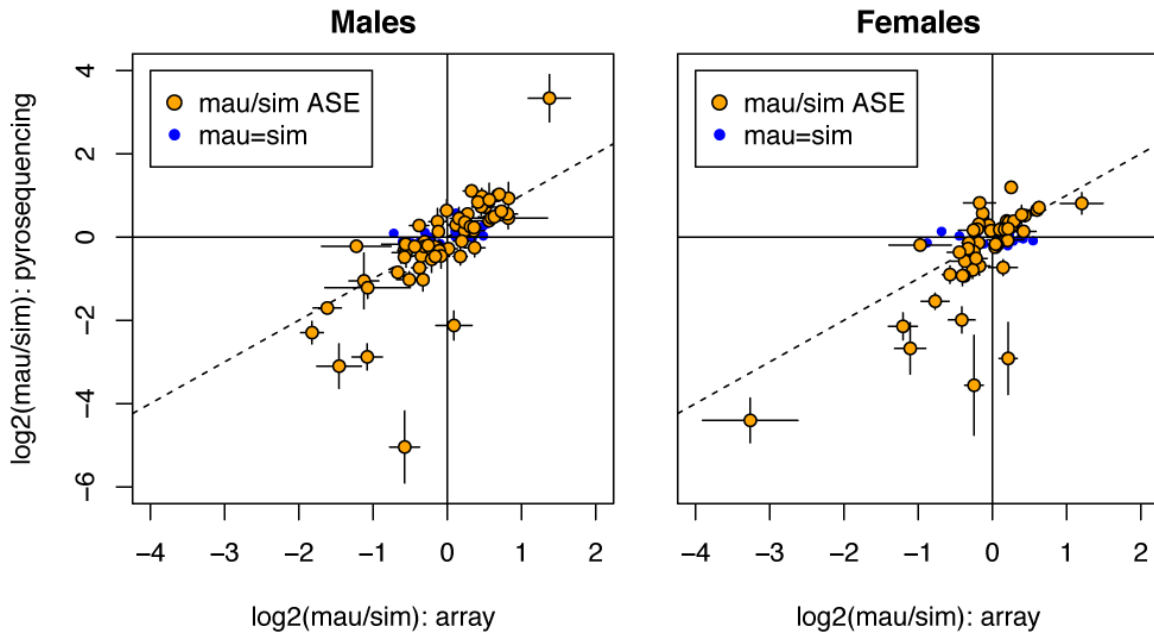 Males
Females
log2(mau/sim): pyrosequencing
4
2
0
−2
−4
−6
mau/sim ASE
mau=sim
mau/sim ASE
mau=sim
−4 −3 −2 −1 0 1 2
−4 −3 −2 −1 0 1 2
log2(mau/sim): array
log2(mau/sim): array